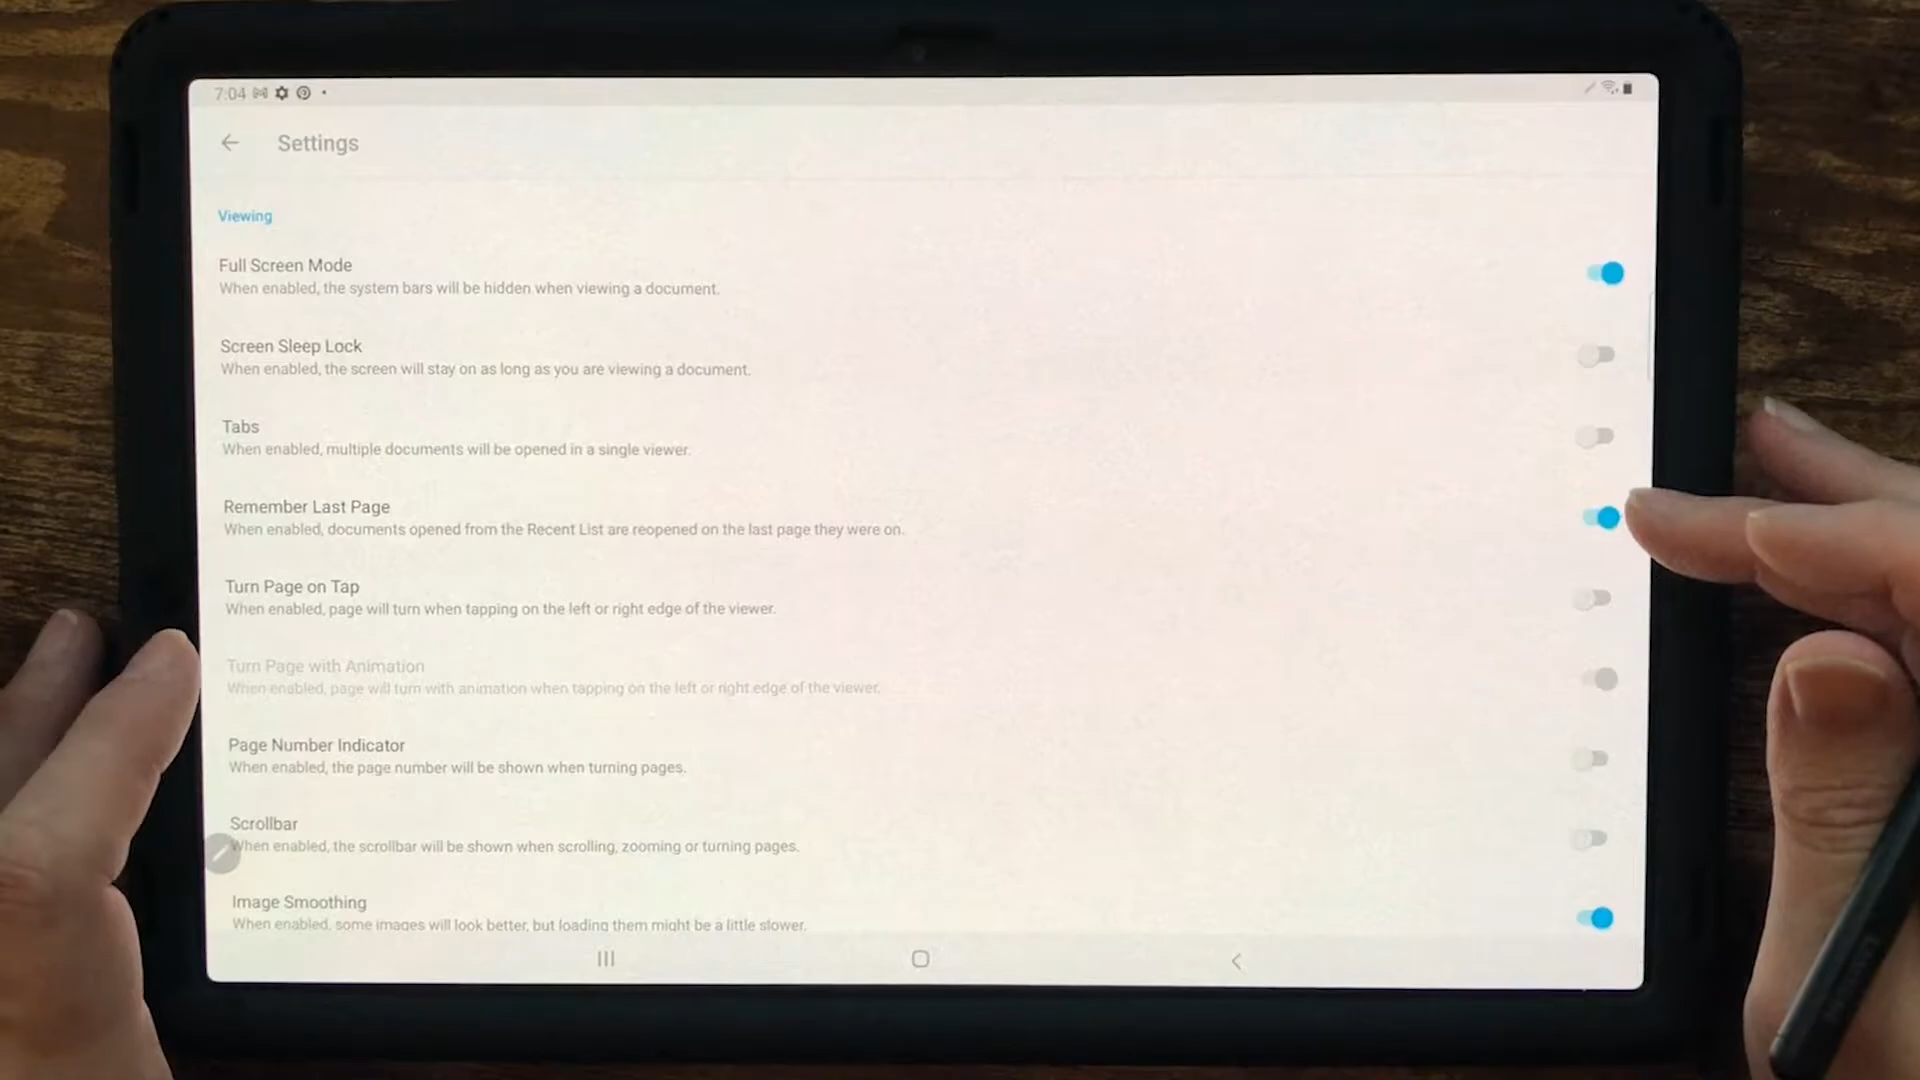 7:04
Settings
Viewing
Full Screen Mode
When enabled, the system bars will be hidden when viewing a document.
Screen Sleep Lock
When enabled, the screen will stay on as long as you are viewing a document.
Tabs
When enabled, multiple documents will be opened in a single viewer.
Remember Last Page
When enabled, documents opened from the Recent List are reopened on the last page they were on.
Turn Page on Tap
When enabled, page will turn when tapping on the left or right edge of the viewer.
Turn Page with Animation
When enabled, page will turn with animation when tapping on the left or right edge of the viewer.
Page Number Indicator
When enabled, the page number will be shown when turning pages.
Scrollbar
When enabled, the scrollbar will be shown when scrolling, zooming or turning pages.
Image Smoothing
When enabled, some images will look better, but loading them might be a little slower.